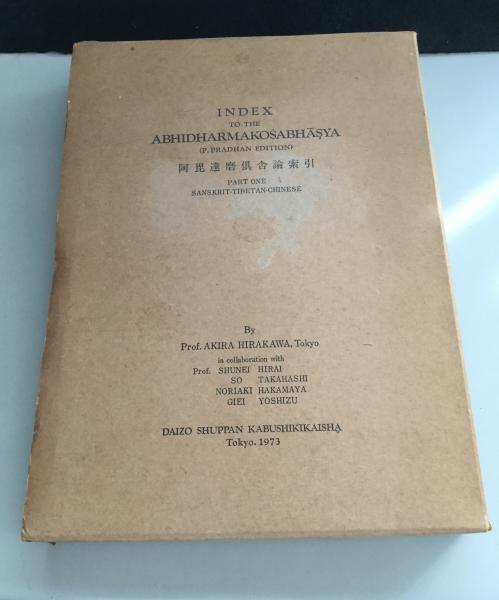 INDEX
TO THE
ABHIDHARMAKOŚABHĀṢYA
(P. PRADHAN EDITION)
阿毘達磨倶舎論索引
PART ONE
SANSKRIT-TIBETAN-CHINESE
By
Prof. AKIRA HIRAKAWA, Tokyo
in collaboration with
Prof. SHUNEI HIRAI
SO TAKAHASHI
NORIAKI HAKAMAYA
GIEI YOSHIZU
DAIZO SHUPPAN KABUSHIKIKAISHA
Tokyo. 1973